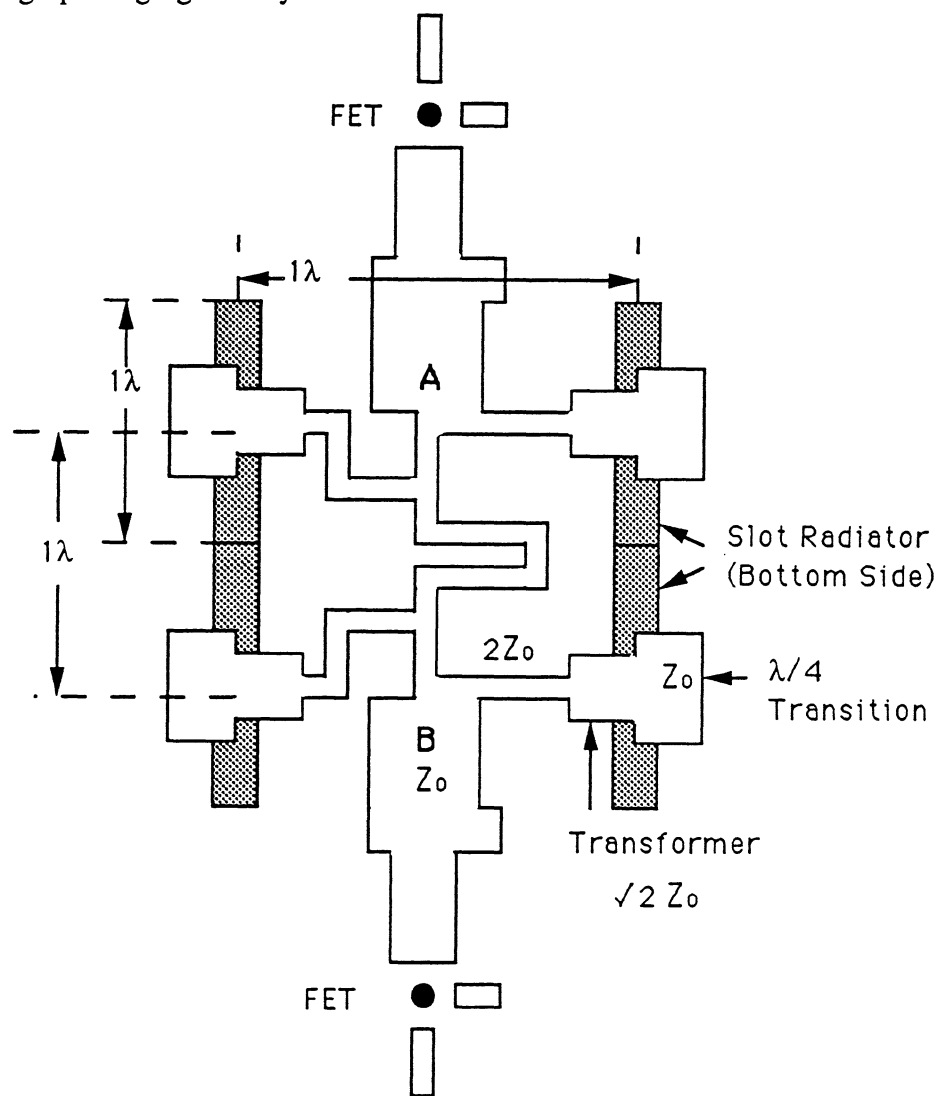 FET
1λ
A
1λ
1λ
Slot Radiator
(Bottom Side)
2Z₀
Z₀
λ/4
Transition
B
Z₀
Transformer
√2 Z₀
FET